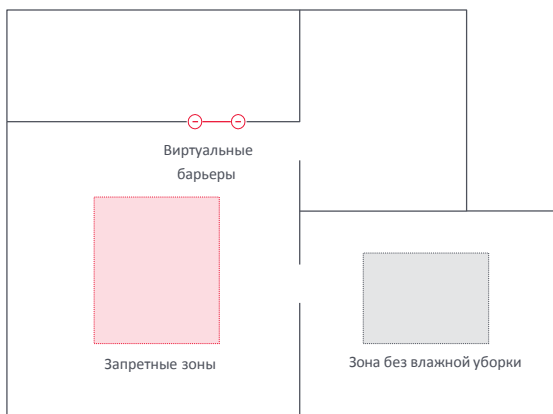 Виртуальные
барьеры
Запретные зоны
Зона без влажной уборки